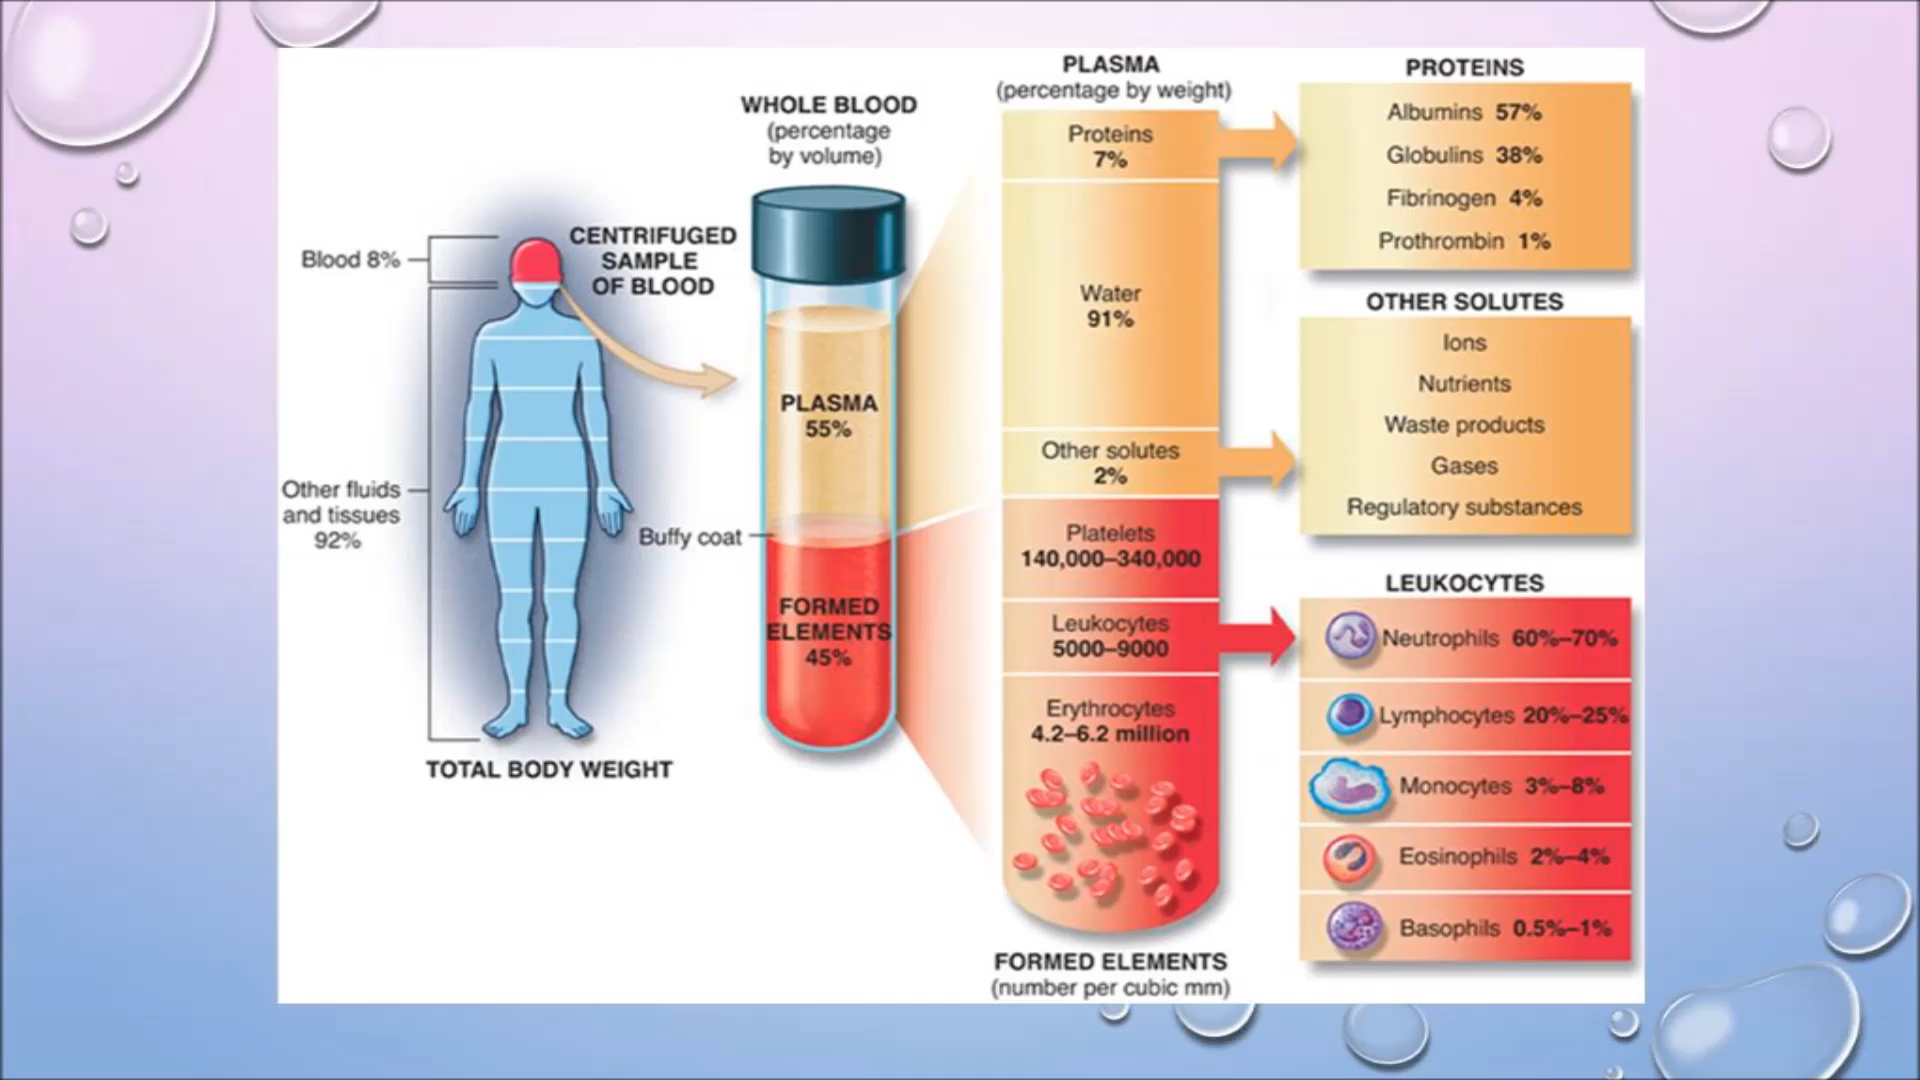 Blood 8%
Other fluids
and tissues
92%
TOTAL BODY WEIGHT
CENTRIFUGED
SAMPLE
OF BLOOD
WHOLE BLOOD
(percentage
by volume)
PLASMA
55%
Buffy coat
FORMED
ELEMENTS
45%
PLASMA
(percentage by weight)
Proteins
7%
Water
91%
Other solutes
2%
Platelets
140,000–340,000
Leukocytes
5000–9000
Erythrocytes
4.2–6.2 million
FORMED ELEMENTS
(number per cubic mm)
PROTEINS
Albumins 57%
Globulins 38%
Fibrinogen 4%
Prothrombin 1%
OTHER SOLUTES
Ions
Nutrients
Waste products
Gases
Regulatory substances
LEUKOCYTES
Neutrophils 60%–70%
Lymphocytes 20%–25%
Monocytes 3%–8%
Eosinophils 2%–4%
Basophils 0.5%–1%